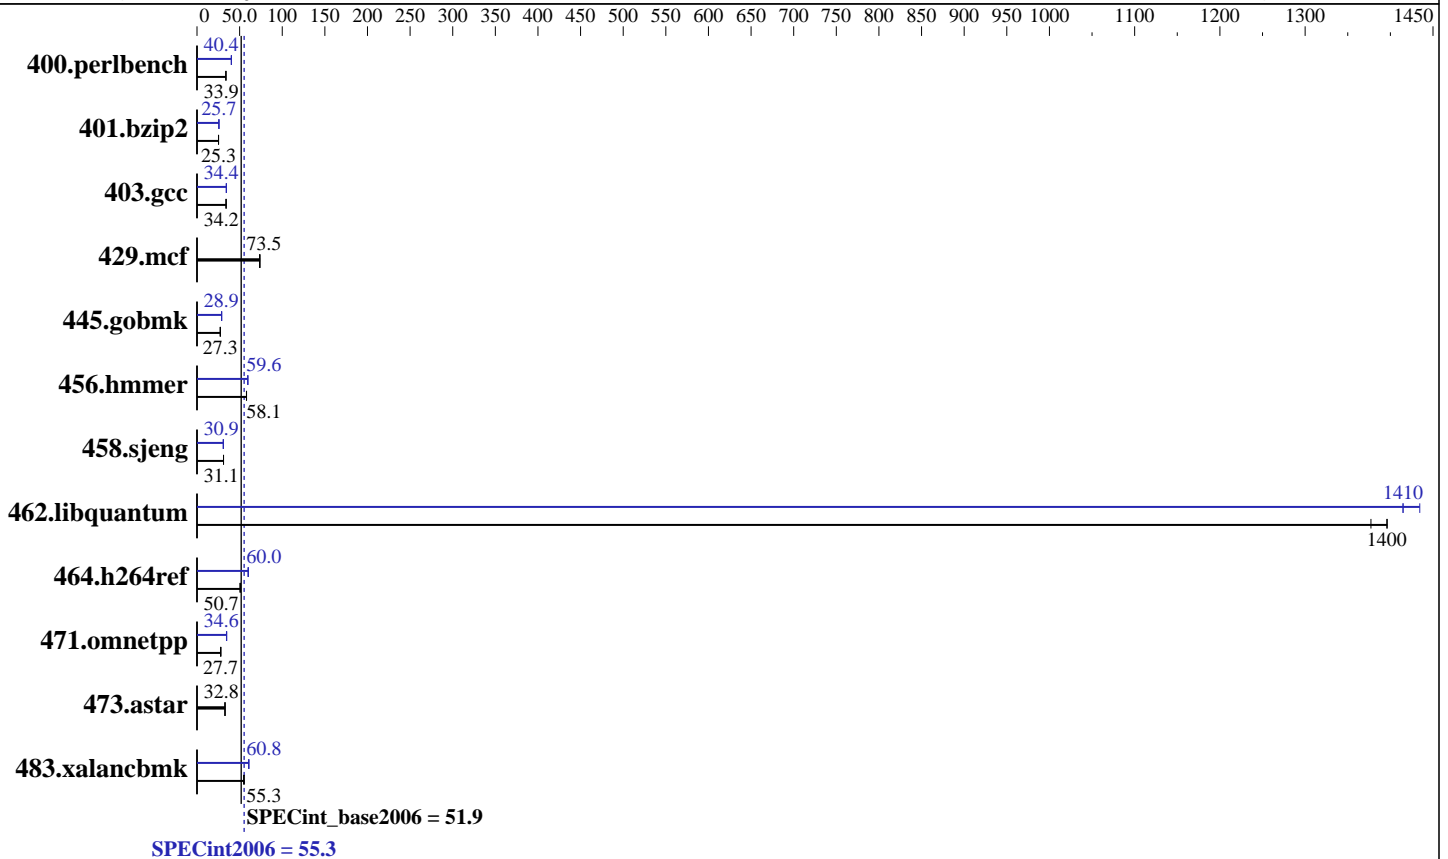 0 50.0 100 150 200 250 300 350 400 450 500 550 600 650 700 750 800 850 900 950 1000 1100 1200 1300 1450
40.4
400.perlbench
33.9
25.7
401.bzip2
25.3
34.4
403.gcc
34.2
73.5
429.mcf
28.9
445.gobmk
27.3
59.6
456.hmmer
58.1
30.9
458.sjeng
31.1
1410
462.libquantum
1400
60.0
464.h264ref
50.7
34.6
471.omnetpp
27.7
32.8
473.astar
60.8
483.xalancbmk
55.3
SPECint_base2006 = 51.9
SPECint2006 = 55.3